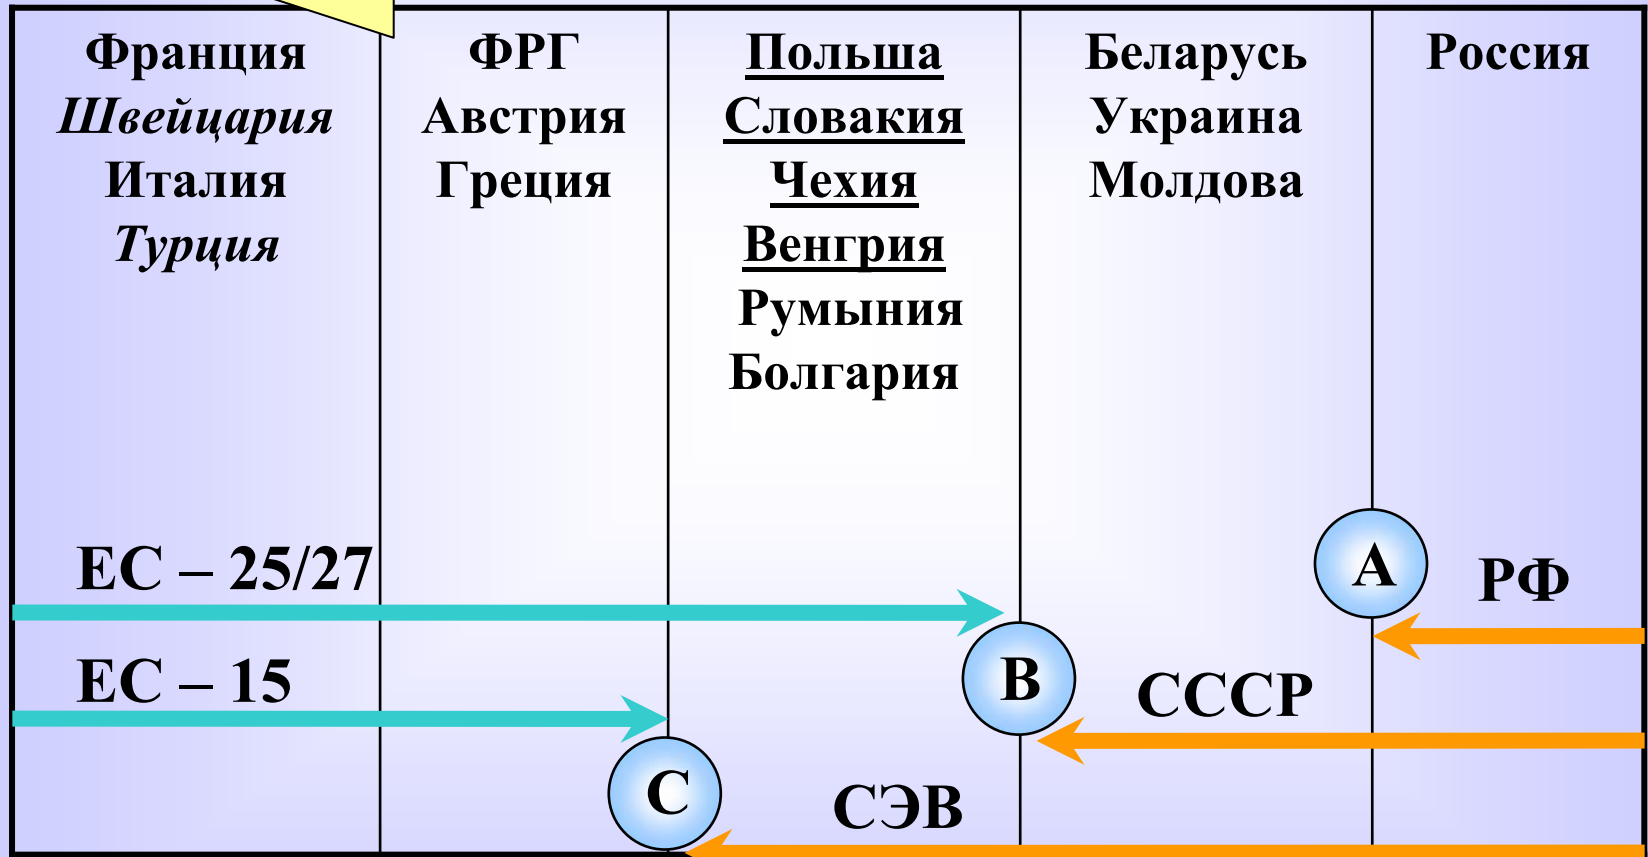 Франция
Швейцария
Италия
Турция
ФРГ
Австрия
Греция
Польша
Словакия
Чехия
Венгрия
Румыния
Болгария
Беларусь
Украина
Молдова
Россия
ЕС – 25/27
А
РФ
ЕС – 15
В
СССР
С
СЭВ